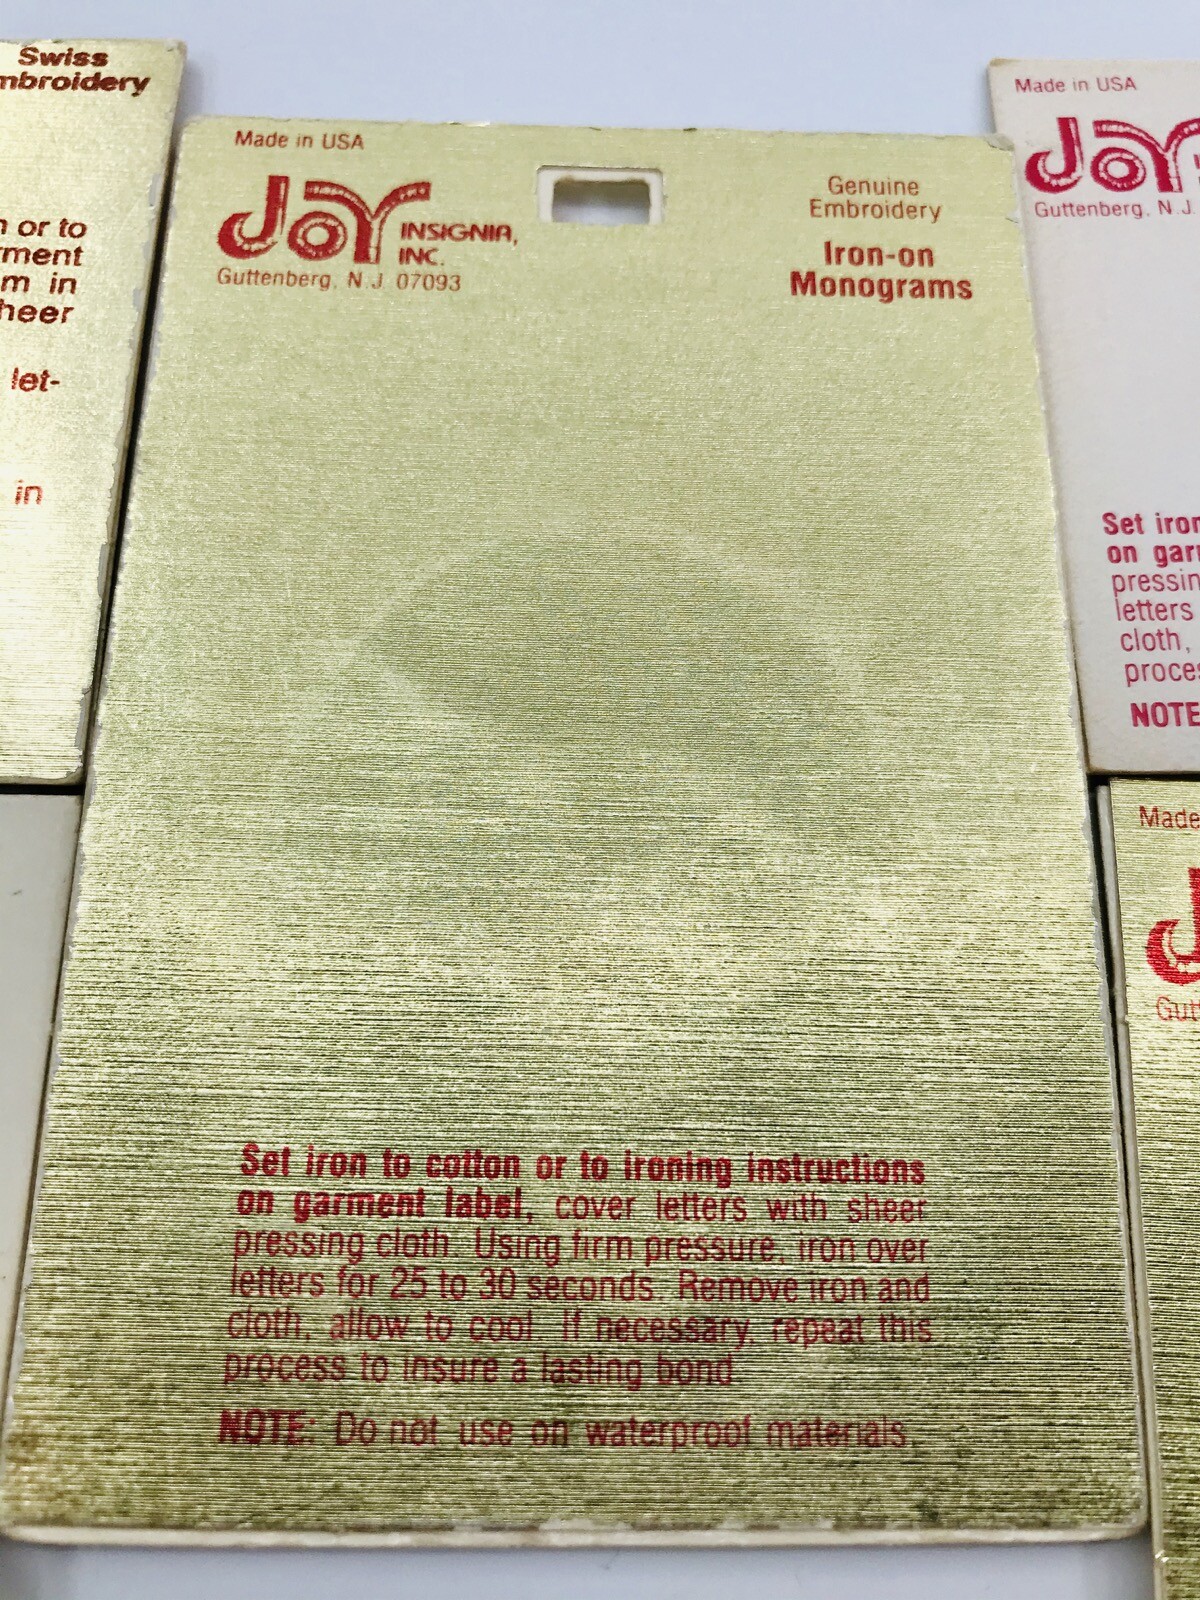 Swiss
mbroidery
or to
rment
m in
heer
let-
in
Made in USA
JOY INSIGNIA,
INC.
Guttenberg, N.J. 07093
Genuine
Embroidery
Iron-on
Monograms
Set iron to cotton or to ironing instructions
on garment label, cover letters with sheer
pressing cloth. Using firm pressure, iron over
letters for 25 to 30 seconds. Remove iron and
cloth, allow to cool. If necessary, repeat this
process to insure a lasting bond
NOTE: Do not use on waterproof materials
Made in USA
JOY
Guttenberg, N.J.
Set iron
on gar
pressin
letters
cloth,
proces
NOTE
Made
J
Gut